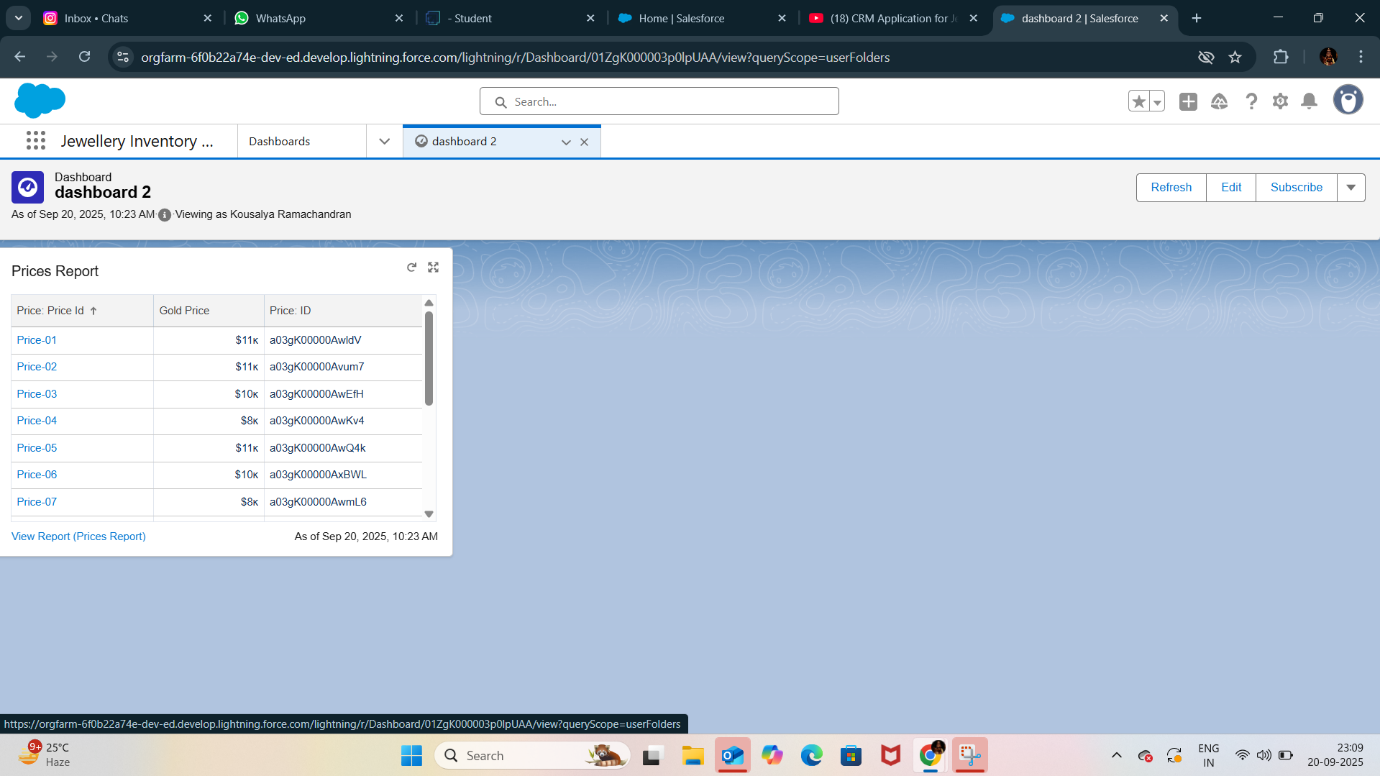 Inbox • Chats
WhatsApp
- Student
Home | Salesforce
(18) CRM Application for Je
dashboard 2 | Salesforce
orgfarm-6f0b22a74e-dev-ed.develop.lightning.force.com/lightning/r/Dashboard/01ZgK000003p0lpUAA/view?queryScope=userFolders
Search...
Jewellery Inventory ...
Dashboards
dashboard 2
Dashboard
dashboard 2
As of Sep 20, 2025, 10:23 AM Viewing as Kousalya Ramachandran
Refresh
Edit
Subscribe
Prices Report
Price: Price Id ↑ Gold Price Price: ID
Price-01 $11K a03gK00000AwIdV
Price-02 $11K a03gK00000Avum7
Price-03 $10K a03gK00000AwEfH
Price-04 $8K a03gK00000AwKv4
Price-05 $11K a03gK00000AwQ4k
Price-06 $10K a03gK00000AxBWL
Price-07 $8K a03gK00000AwmL6
View Report (Prices Report) As of Sep 20, 2025, 10:23 AM
https://orgfarm-6f0b22a74e-dev-ed.develop.lightning.force.com/lightning/r/Dashboard/01ZgK000003p0lpUAA/view?queryScope=userFolders
9+
25°C
Haze
Search
ENG
IN
23:09
20-09-2025